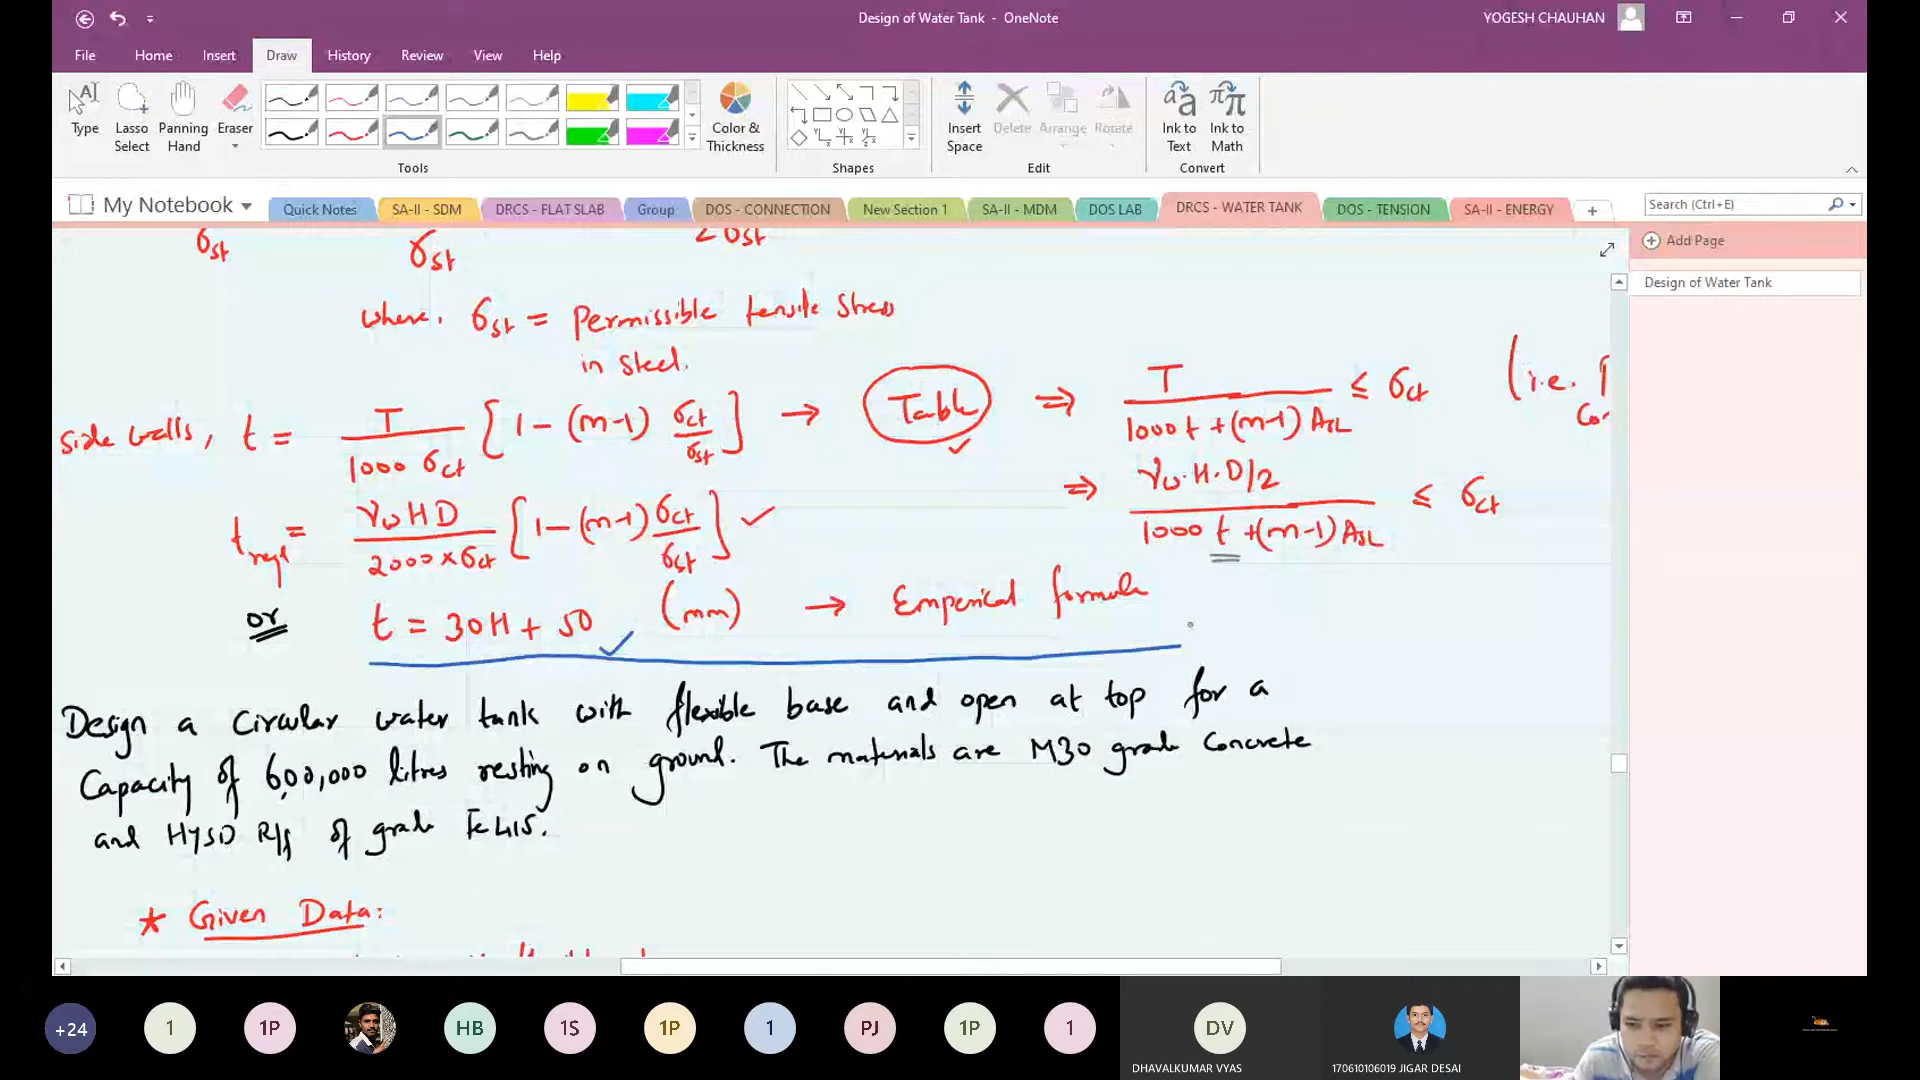 Design of Water Tank - OneNote
YOGESH CHAUHAN
File Home Insert Draw History Review View Help
Type Lasso Select Panning Hand Eraser Color & Thickness Insert Space Delete Arrange Rotate Ink to Text Ink to Math
Tools Shapes Edit Convert
My Notebook Quick Notes SA-II - SDM DRCS - FLAT SLAB Group DOS - CONNECTION New Section 1 SA-II - MDM DOS LAB DRCS - WATER TANK DOS - TENSION SA-II - ENERGY Search (Ctrl+E)
Add Page
Design of Water Tank
σst σst 2σst
where, σst = permissible tensile stress
in steel.
side walls, t = T / 1000 σct [1 - (m-1) σct/σst] → Table ⇒ T / 1000t + (m-1) AsL ≤ σct (i.e.
treqd = γw H D / 2000 × σct [1 - (m-1) σct/σst] ⇒ γw.H.D/2 / 1000 t + (m-1) AsL ≤ σct
or t = 30H + 50 (mm) → Emperical formula
Design a circular water tank with flexible base and open at top for a
Capacity of 600,000 litres resting on ground. The materials are M30 grade concrete
and HYSD R/f of grade Fe415.
* Given Data:
+24 1 1P HB 1S 1P 1 PJ 1P 1 DV
DHAVALKUMAR VYAS
170610106019 JIGAR DESAI